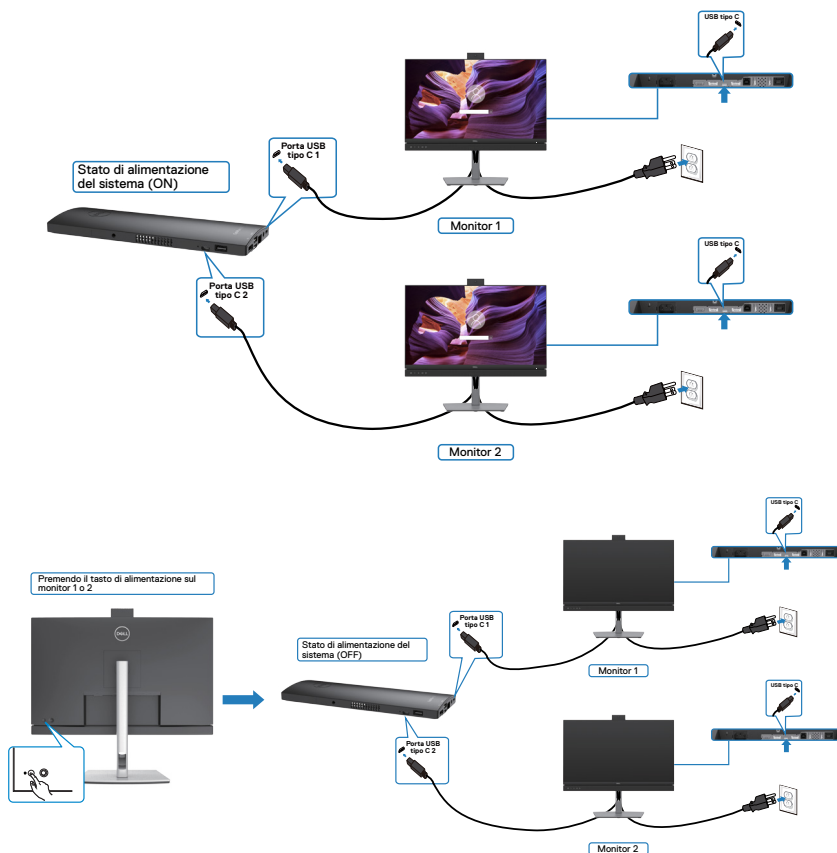 USB tipo C
Porta USB
tipo C 1
Stato di alimentazione
del sistema (ON)
Monitor 1
USB tipo C
Porta USB
tipo C 2
Monitor 2
USB tipo C
Premendo il tasto di alimentazione sul
monitor 1 o 2
DELL
Porta USB
tipo C 1
Stato di alimentazione del
sistema (OFF)
Monitor 1
USB tipo C
Porta USB
tipo C 2
Monitor 2